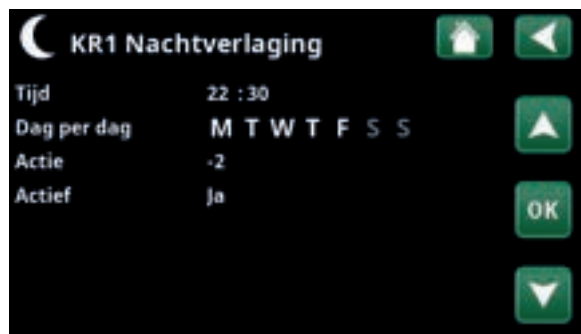 KR1 Nachtverlaging
Tijd 22 :30
Dag per dag M T W T F S S
Actie -2
Actief Ja
OK